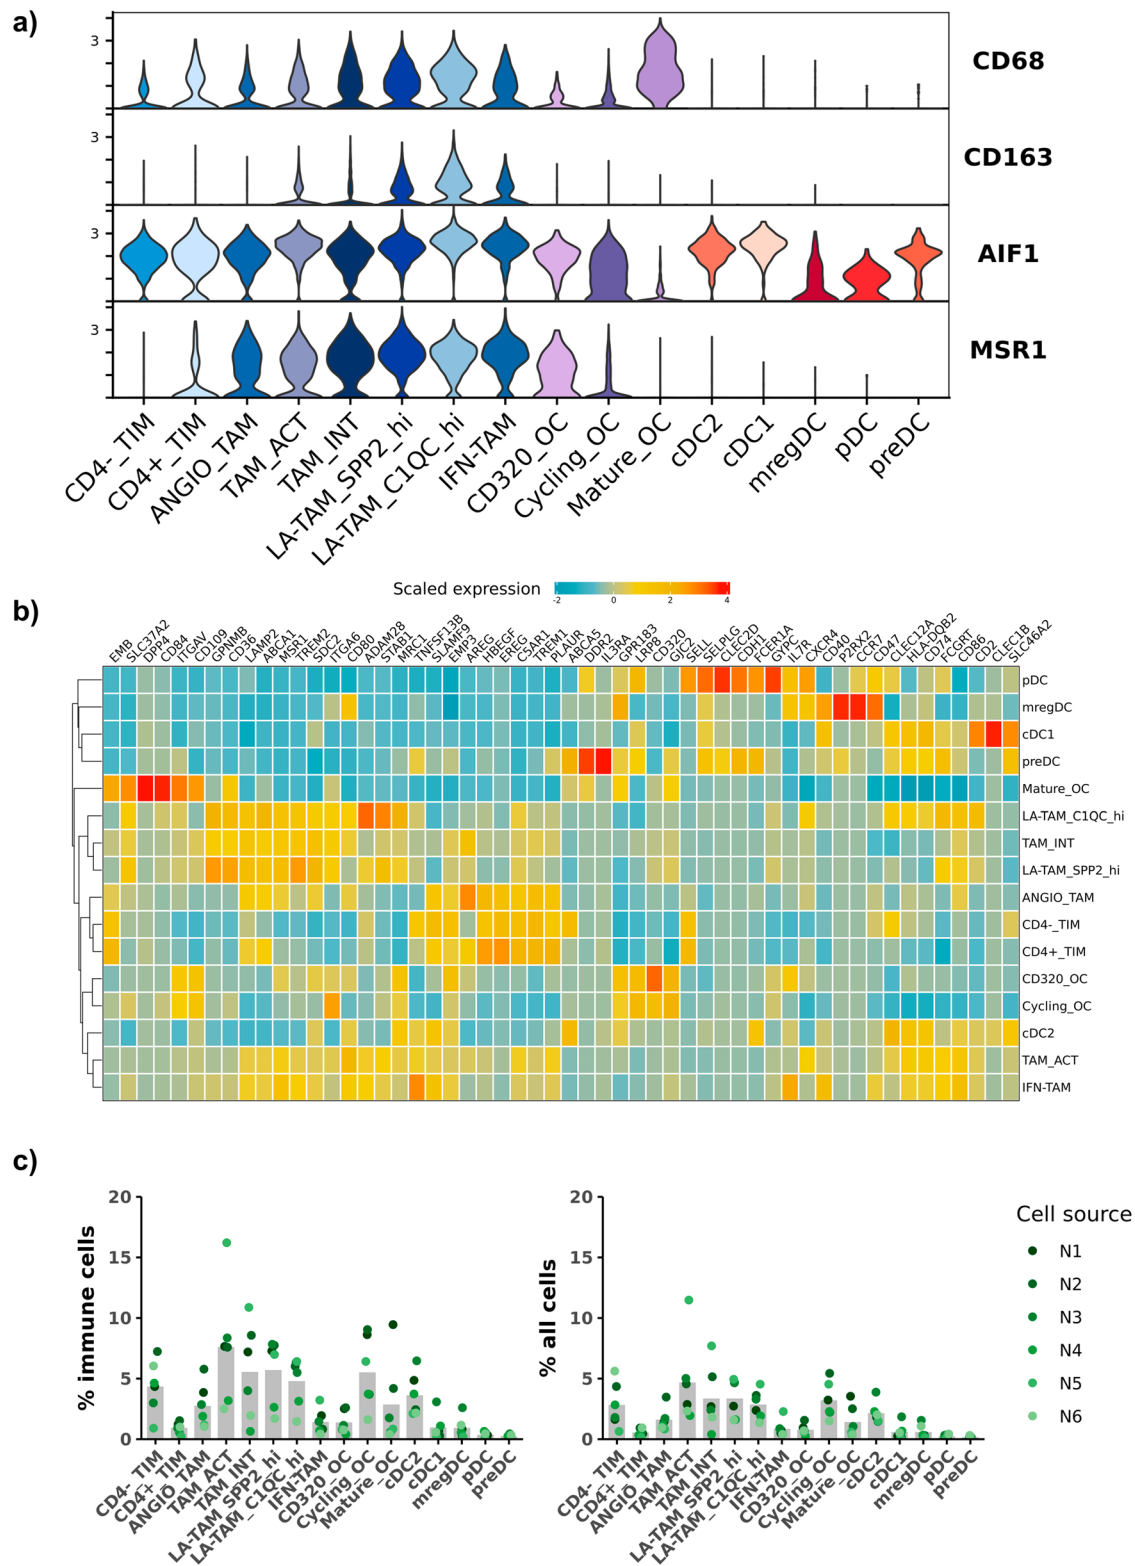 a)
3
CD68
3
CD163
3
AIF1
3
MSR1
CD4-_TIM
CD4+_TIM
ANGIO_TAM
TAM_ACT
TAM_INT
LA-TAM_SPP2_hi
LA-TAM_C1QC_hi
IFN-TAM
CD320_OC
Cycling_OC
Mature_OC
cDC2
cDC1
mregDC
pDC
preDC
b)
Scaled expression
-2 0 2 4
EMB
SLC37A2
DPP4
CD84
ITGAV
CD109
GPNMB
CD36
LAMP2
ABCA1
MSR1
TREM2
SDC2
ITGA6
CD80
ADAM28
STAB1
MRC1
TNFSF13B
SLAMF9
EMP3
AREG
HBEGF
EREG
C5AR1
TREM1
PLAUR
ABCA5
DDR2
IL3RA
GPR183
LRPB
CD320
GJC2
SELL
SELPLG
CLEC2D
CDH1
FCER1A
GYPC
IL7R
CXCR4
CD40
P2RX2
CCR7
CD47
CLEC12A
HLA-DQB2
CD74
FCGRT
CD86
CD2
CLEC1B
SLC46A2
pDC
mregDC
cDC1
preDC
Mature_OC
LA-TAM_C1QC_hi
TAM_INT
LA-TAM_SPP2_hi
ANGIO_TAM
CD4-_TIM
CD4+_TIM
CD320_OC
Cycling_OC
cDC2
TAM_ACT
IFN-TAM
c)
% immune cells
20
15
10
5
0
CD4-_TIM
CD4+_TIM
ANGIO_TAM
TAM_ACT
TAM_INT
LA-TAM_SPP2_hi
LA-TAM_C1QC_hi
IFN-TAM
CD320_OC
Cycling_OC
Mature_OC
cDC2
cDC1
mregDC
pDC
preDC
% all cells
20
15
10
5
0
CD4-_TIM
CD4+_TIM
ANGIO_TAM
TAM_ACT
TAM_INT
LA-TAM_SPP2_hi
LA-TAM_C1QC_hi
IFN-TAM
CD320_OC
Cycling_OC
Mature_OC
cDC2
cDC1
mregDC
pDC
preDC
Cell source
N1
N2
N3
N4
N5
N6